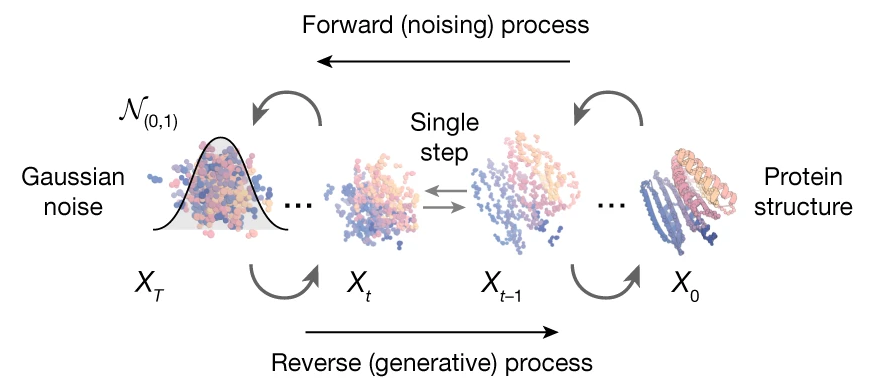 Forward (noising) process
𝒩(0,1)
Single
step
Gaussian
noise
...
...
Protein
structure
X_T
X_t
X_{t–1}
X_0
Reverse (generative) process